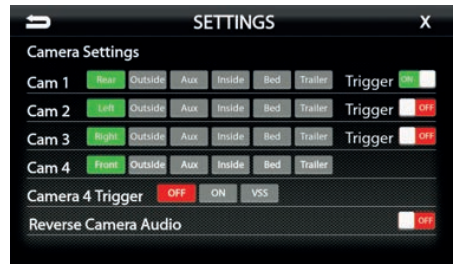 SETTINGS X
Camera Settings
Cam 1 Rear Outside Aux Inside Bed Trailer Trigger ON
Cam 2 Left Outside Aux Inside Bed Trailer Trigger OFF
Cam 3 Right Outside Aux Inside Bed Trailer Trigger OFF
Cam 4 Front Outside Aux Inside Bed Trailer
Camera 4 Trigger OFF ON VSS
Reverse Camera Audio OFF